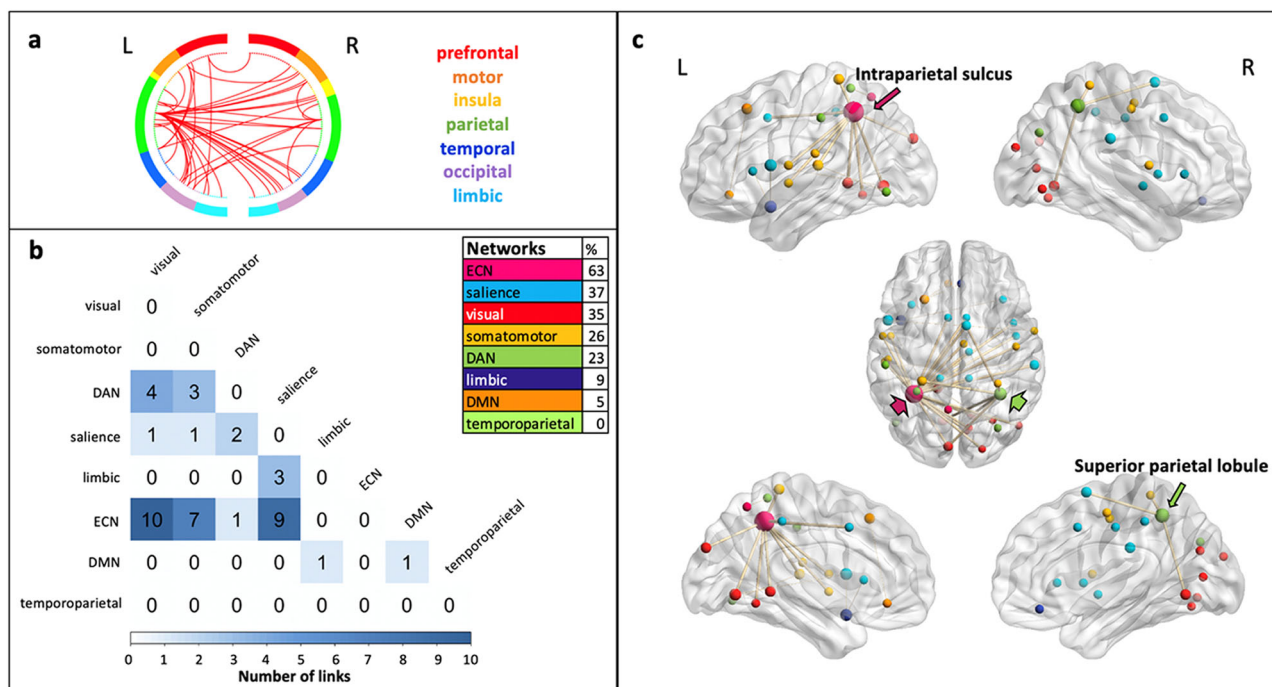 a
L
R
prefrontal
motor
insula
parietal
temporal
occipital
limbic
b
visual
somatomotor
DAN
salience
limbic
ECN
DMN
temporoparietal
visual 0
somatomotor 0 0
DAN 4 3 0
salience 1 1 2 0
limbic 0 0 0 3 0
ECN 10 7 1 9 0 0
DMN 0 0 0 0 1 0 1
temporoparietal 0 0 0 0 0 0 0 0
0 1 2 3 4 5 6 7 8 9 10
Number of links
Networks %
ECN 63
salience 37
visual 35
somatomotor 26
DAN 23
limbic 9
DMN 5
temporoparietal 0
c
L
R
Intraparietal sulcus
Superior parietal lobule